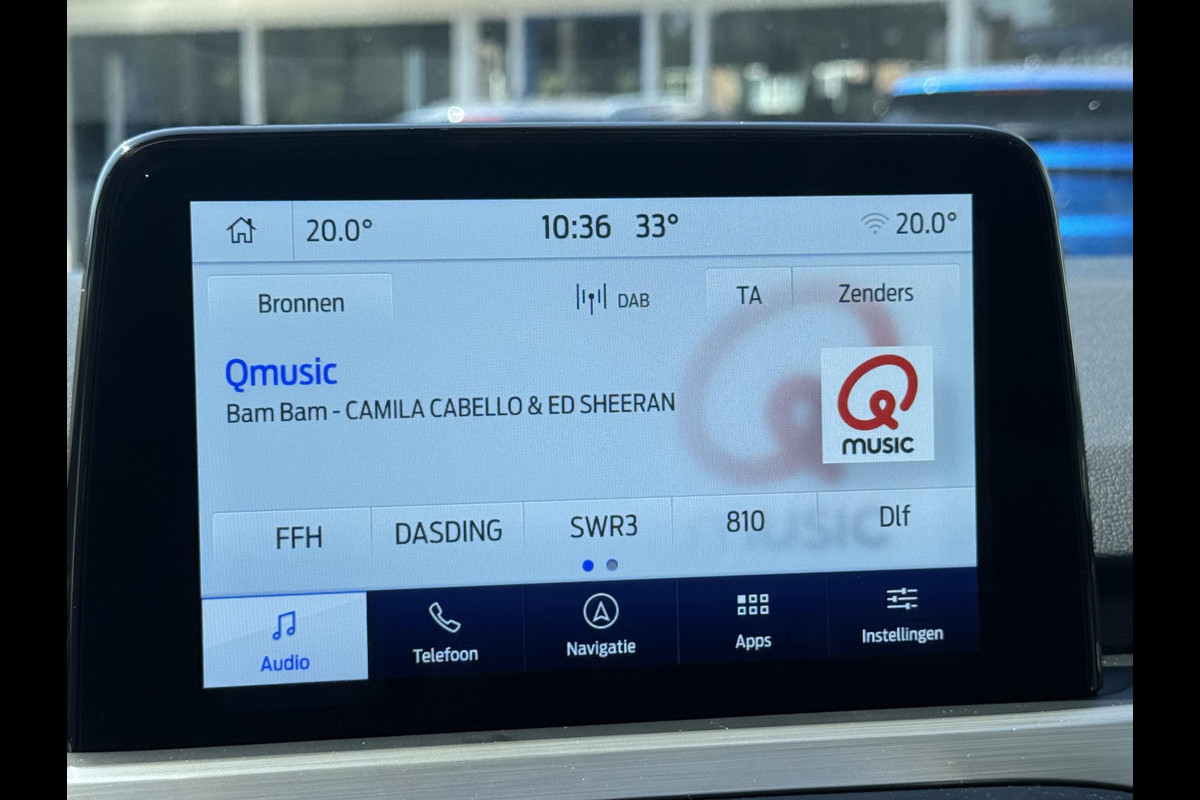 20.0° 10:36 33° 20.0°
Bronnen DAB TA Zenders
Qmusic
Bam Bam - CAMILA CABELLO & ED SHEERAN
Q
MUSIC
FFH DASDING SWR3 810 Dlf
Audio Telefoon Navigatie Apps Instellingen